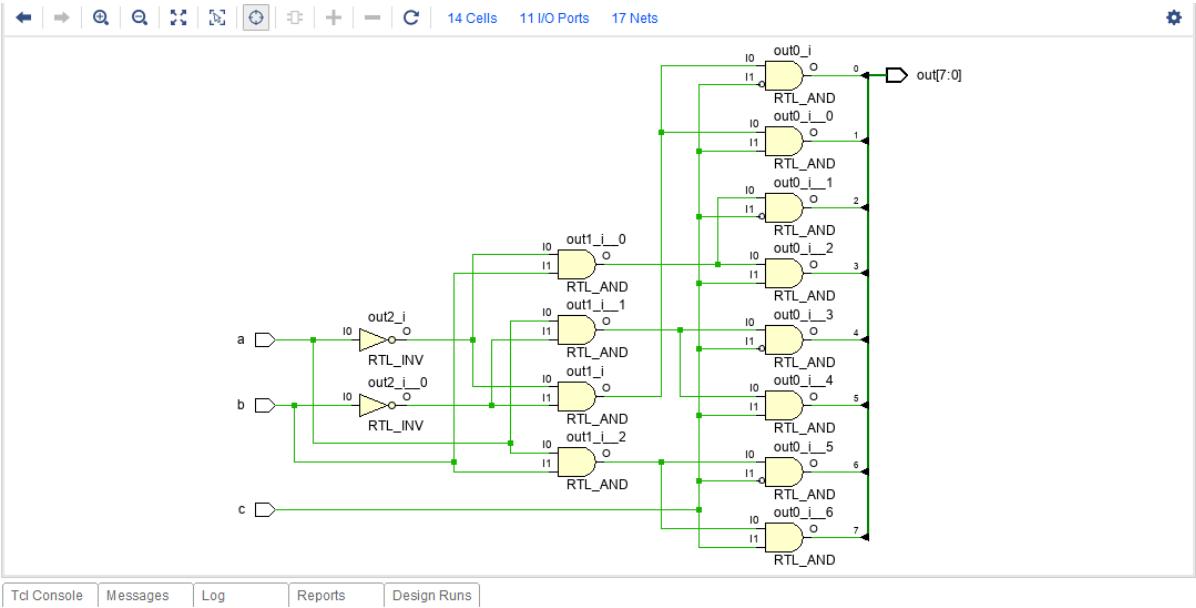 14 Cells 11 I/O Ports 17 Nets
out0_i
I0 O
I1
RTL_AND
0
out[7:0]
out0_i__0
I0 O
I1
RTL_AND
1
out0_i__1
I0 O
I1
RTL_AND
2
out0_i__2
I0 O
I1
RTL_AND
3
out0_i__3
I0 O
I1
RTL_AND
4
out0_i__4
I0 O
I1
RTL_AND
5
out0_i__5
I0 O
I1
RTL_AND
6
out0_i__6
I0 O
I1
RTL_AND
7
out1_i__0
I0 O
I1
RTL_AND
out1_i__1
I0 O
I1
RTL_AND
out1_i
I0 O
I1
RTL_AND
out1_i__2
I0 O
I1
RTL_AND
out2_i
a I0 O
RTL_INV
out2_i__0
b I0 O
RTL_INV
c
Tcl Console Messages Log Reports Design Runs